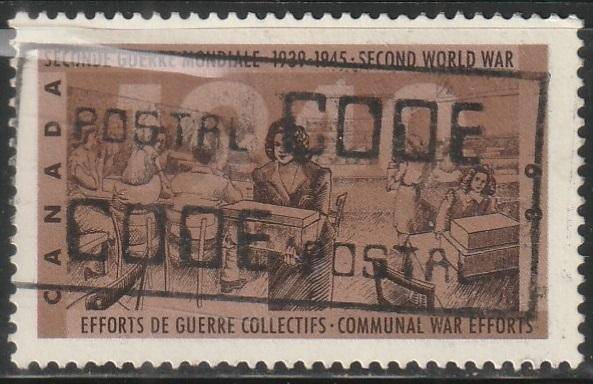 SECONDE GUERRE MONDIALE · 1939-1945 · SECOND WORLD WAR
CANADA
POSTAL CODE
CODE POSTAL
EFFORTS DE GUERRE COLLECTIFS · COMMUNAL WAR EFFORTS